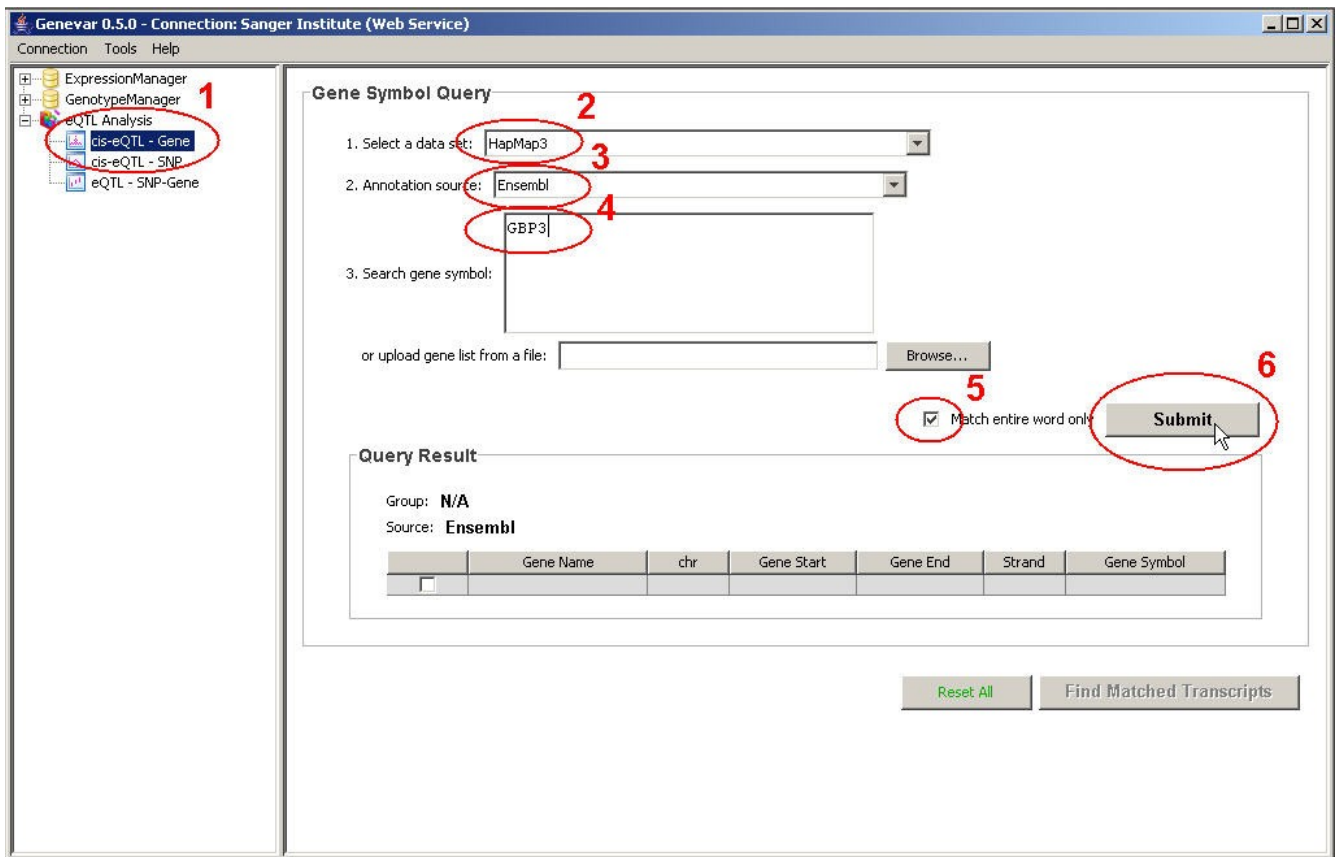 Genevar 0.5.0 - Connection: Sanger Institute (Web Service)
Connection Tools Help
ExpressionManager
GenotypeManager
1
eQTL Analysis
cis-eQTL - Gene
cis-eQTL - SNP
eQTL - SNP-Gene
Gene Symbol Query
2
1. Select a data set: HapMap3
3
2. Annotation source: Ensembl
4
GBP3
3. Search gene symbol:
or upload gene list from a file: Browse...
5
6
Match entire word only Submit
Query Result
Group: N/A
Source: Ensembl
Gene Name chr Gene Start Gene End Strand Gene Symbol
Reset All Find Matched Transcripts